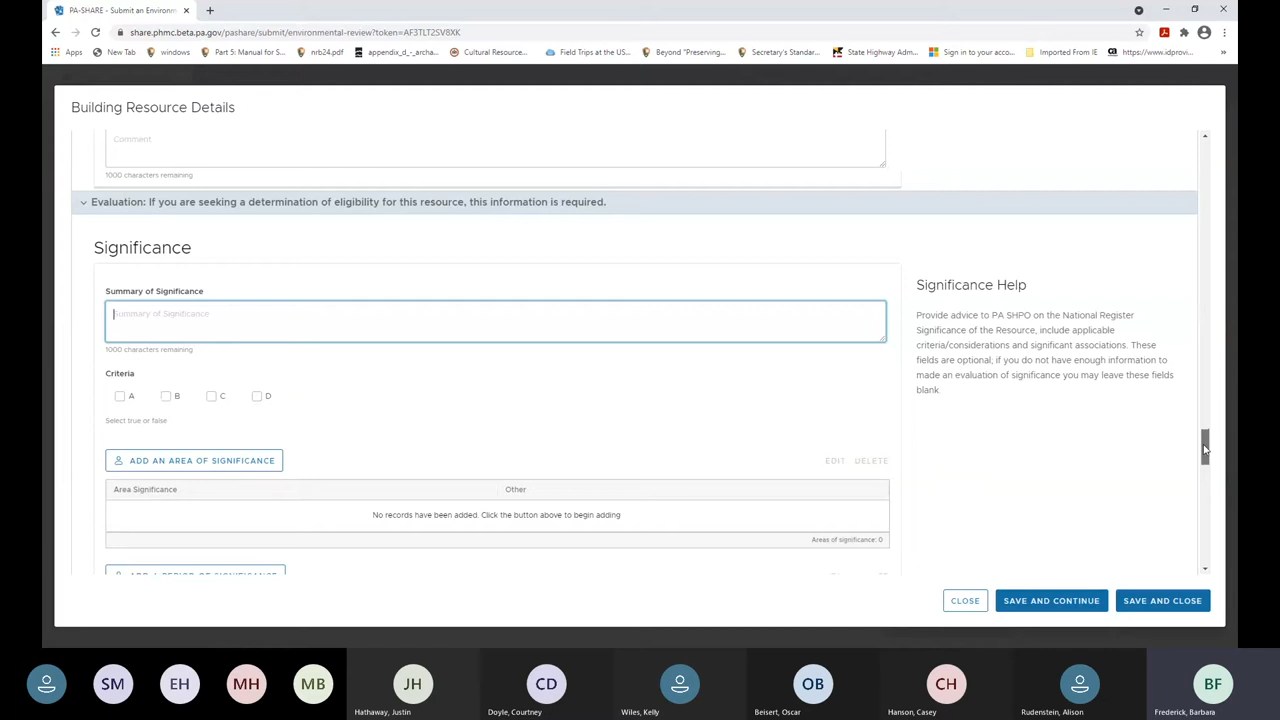 PA-SHARE - Submit an Environm
share.phmc.beta.pa.gov/pashare/submit/environmental-review?token=AF3TLT2SV8XK
Apps New Tab windows Part 5: Manual for S... nrb24.pdf appendix_d_-_archa... Cultural Resource... Field Trips at the US... Beyond "Preserving... Secretary's Standar... State Highway Adm... Sign in to your acco... Imported From IE https://www.idprovi...
Building Resource Details
Comment
1000 characters remaining
Evaluation: If you are seeking a determination of eligibility for this resource, this information is required.
Significance
Summary of Significance
Summary of Significance
1000 characters remaining
Criteria
A B C D
Select true or false
ADD AN AREA OF SIGNIFICANCE EDIT DELETE
Area Significance Other
No records have been added. Click the button above to begin adding
Areas of significance: 0
ADD A PERIOD OF SIGNIFICANCE
Significance Help
Provide advice to PA SHPO on the National Register
Significance of the Resource, include applicable
criteria/considerations and significant associations. These
fields are optional; if you do not have enough information to
made an evaluation of significance you may leave these fields
blank
CLOSE SAVE AND CONTINUE SAVE AND CLOSE
SM EH MH MB JH CD OB CH BF
Hathaway, Justin Doyle, Courtney Wiles, Kelly Beisert, Oscar Hanson, Casey Rudenstein, Alison Frederick, Barbara